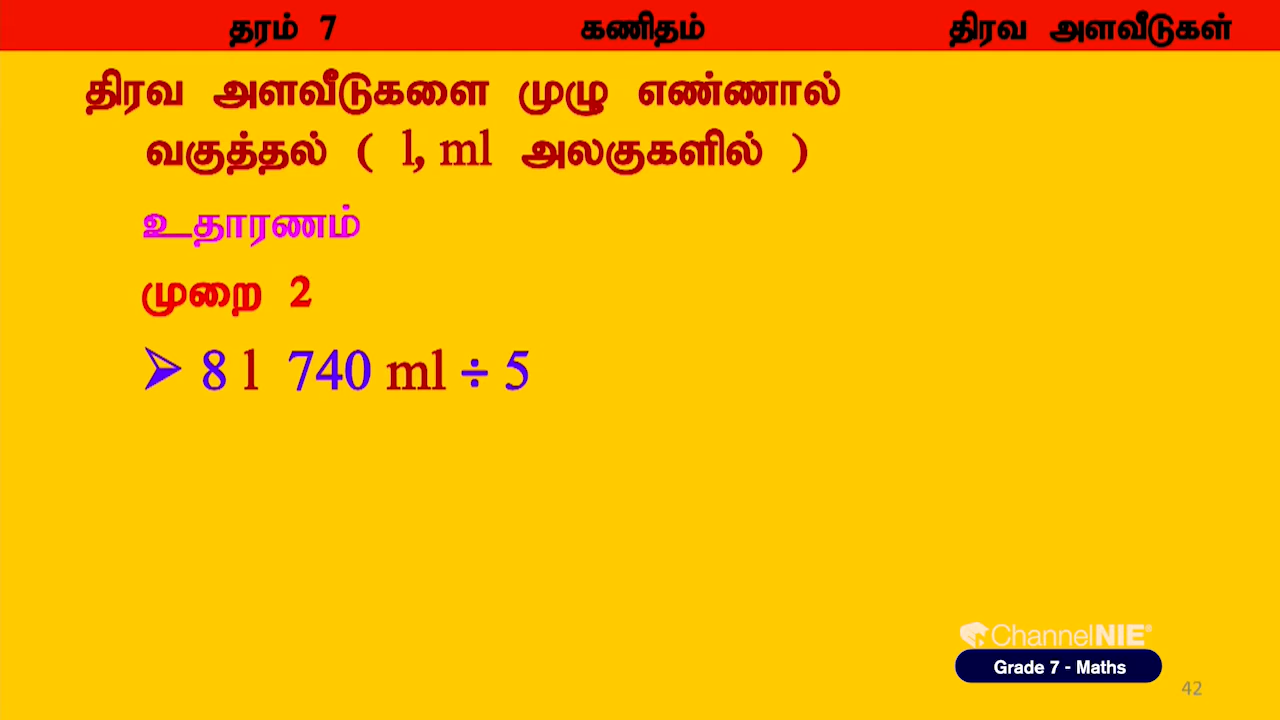 தரம் 7 கணிதம் திரவ அளவீடுகள்
திரவ அளவீடுகளை முழு எண்ணால்
வகுத்தல் ( l, ml அலகுகளில் )
உதாரணம்
முறை 2
➢ 8 l 740 ml ÷ 5
ChannelNIE
Grade 7 - Maths
42